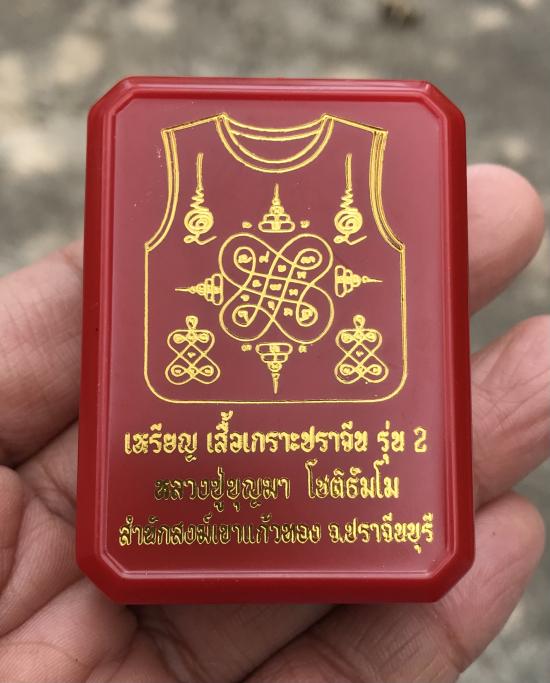 เหรียญ เสื้อเกราะปราจีน รุ่น 2
หลวงปู่บุญมา โชติธัมโม
สำนักสงฆ์เขาแก้วทอง จ.ปราจีนบุรี